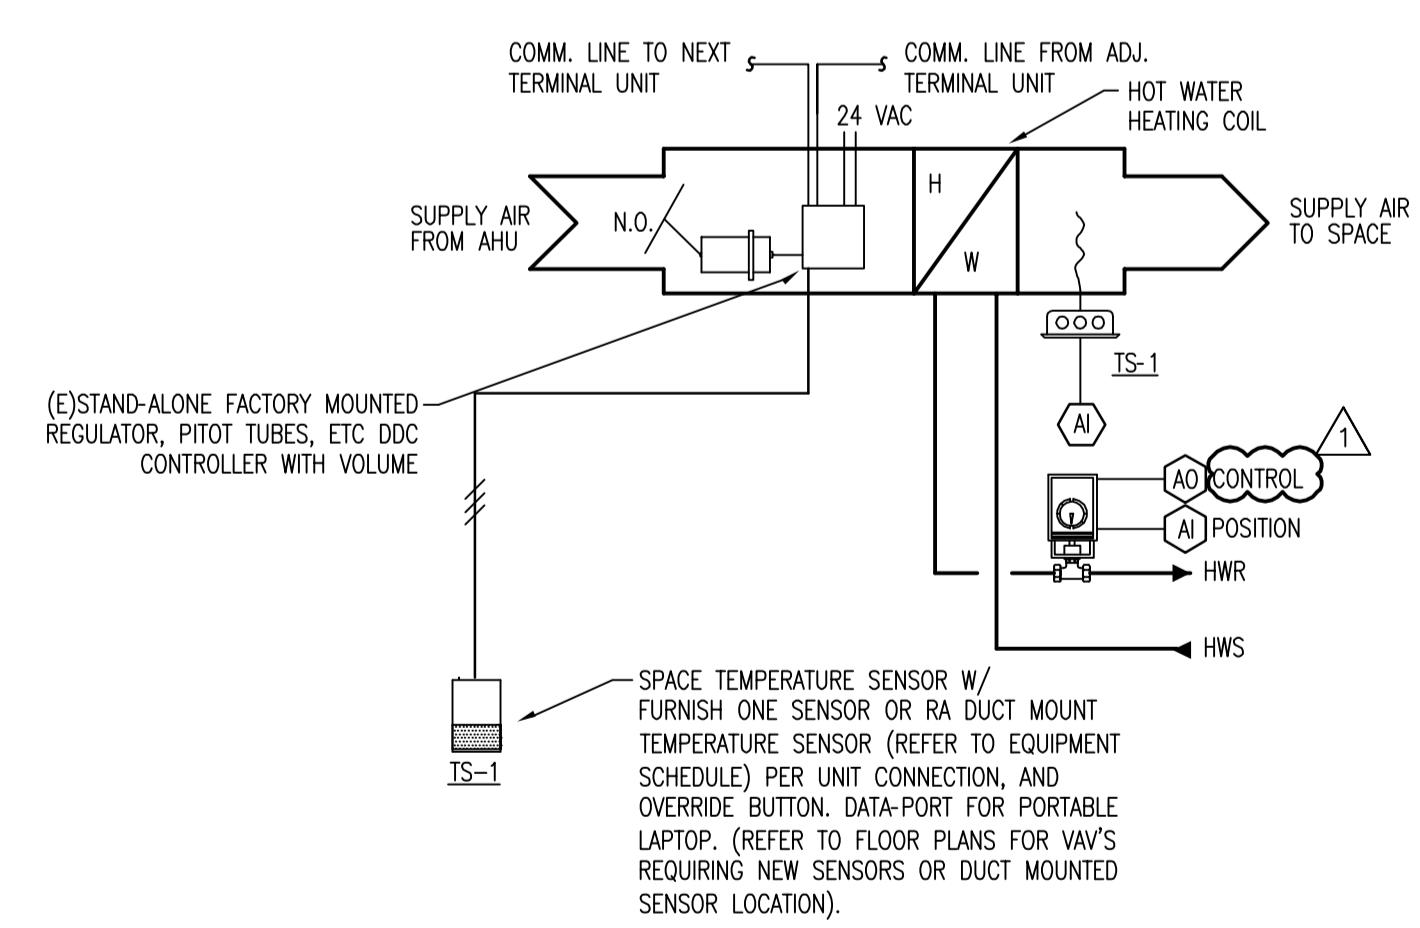 COMM. LINE TO NEXT
TERMINAL UNIT
COMM. LINE FROM ADJ.
TERMINAL UNIT
24 VAC
HOT WATER
HEATING COIL
SUPPLY AIR
FROM AHU
N.O.
H
W
SUPPLY AIR
TO SPACE
TS-1
AI
(E)STAND-ALONE FACTORY MOUNTED
REGULATOR, PITOT TUBES, ETC DDC
CONTROLLER WITH VOLUME
1
AO CONTROL
AI POSITION
HWR
HWS
SPACE TEMPERATURE SENSOR W/
FURNISH ONE SENSOR OR RA DUCT MOUNT
TEMPERATURE SENSOR (REFER TO EQUIPMENT
SCHEDULE) PER UNIT CONNECTION, AND
OVERRIDE BUTTON. DATA-PORT FOR PORTABLE
LAPTOP. (REFER TO FLOOR PLANS FOR VAV'S
REQUIRING NEW SENSORS OR DUCT MOUNTED
SENSOR LOCATION).
TS-1